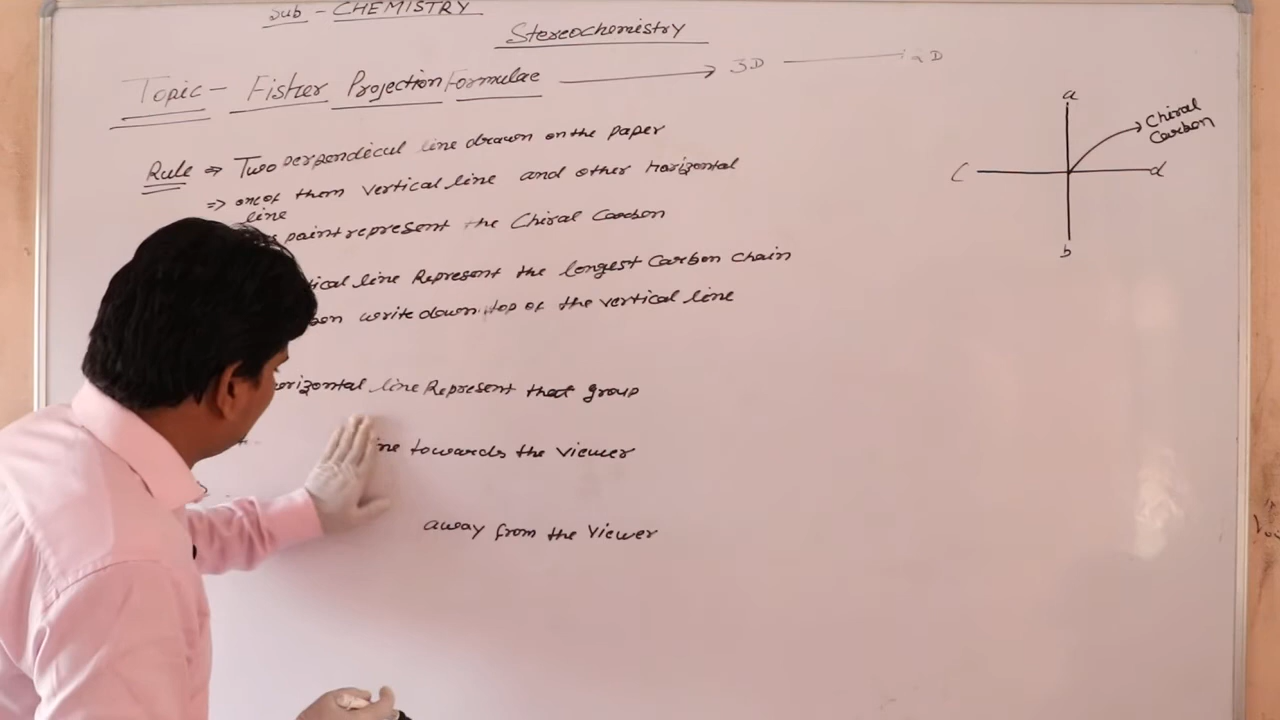 Sub - CHEMISTRY
Stereochemistry
Topic - Fisher Projection Formulae → 3D 2D
Rule ⇒ Two perpendicul line drawn on the paper
⇒ one of them vertical line and other horizontal
line
point represent the Chiral Carbon
tical line Represent the longest Carbon chain
bon write down top of the vertical line
orizontal line Represent that group
ine towards the viewer
away from the viewer
a
Chiral
Carbon
C d
b